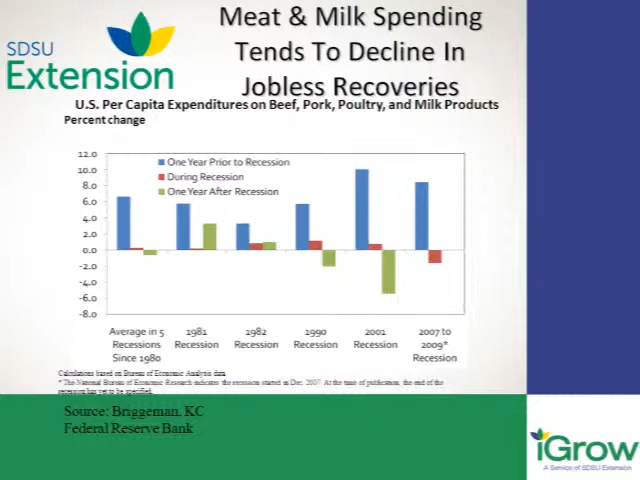 SDSU
Extension
Meat & Milk Spending
Tends To Decline In
Jobless Recoveries
U.S. Per Capita Expenditures on Beef, Pork, Poultry, and Milk Products
Percent change
12.0
10.0
8.0
6.0
4.0
2.0
0.0
-2.0
-4.0
-6.0
-8.0
One Year Prior to Recession
During Recession
One Year After Recession
Average in 5 Recessions Since 1980
1981 Recession
1982 Recession
1990 Recession
2001 Recession
2007 to 2009* Recession
Calculations based on Bureau of Economic Analysis data
* The National Bureau of Economic Research indicates the recession started in Dec, 2007. At the time of publication, the end of the
recession has yet to be specified.
Source: Briggeman, KC
Federal Reserve Bank
iGrow
A Service of SDSU Extension